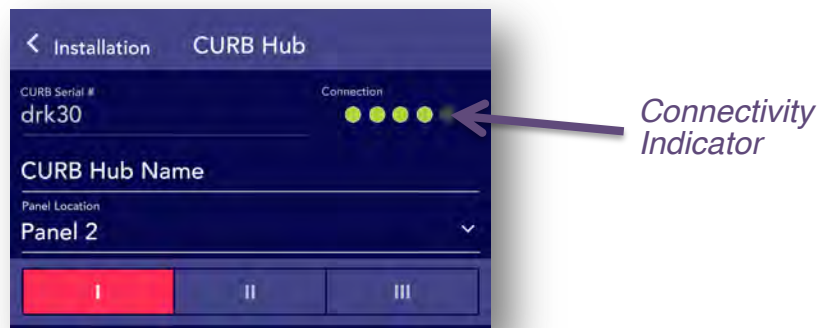 Installation CURB Hub
CURB Serial # Connection
drk30
Connectivity
Indicator
CURB Hub Name
Panel Location
Panel 2
I II III